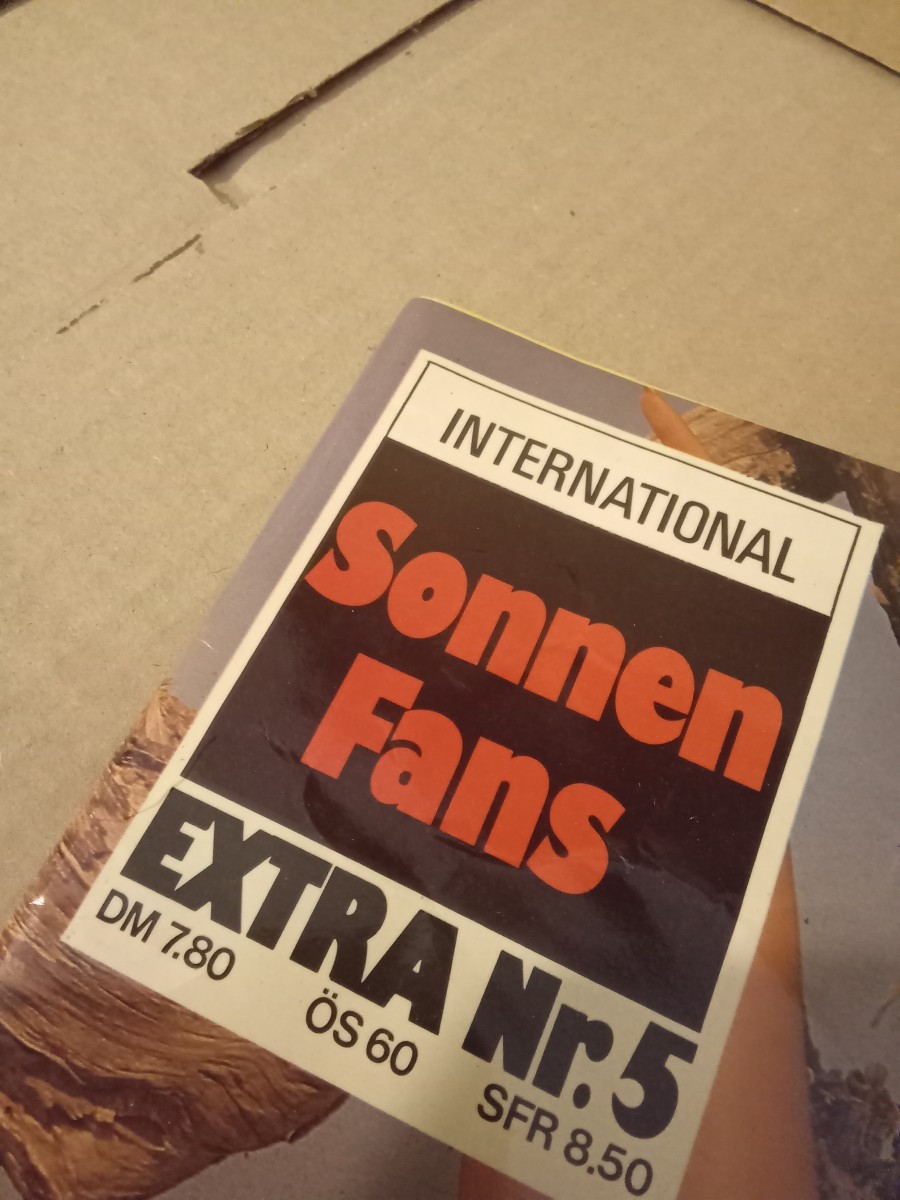 INTERNATIONAL
Sonnen
Fans
EXTRA Nr. 5
DM 7.80 ÖS 60 SFR 8.50